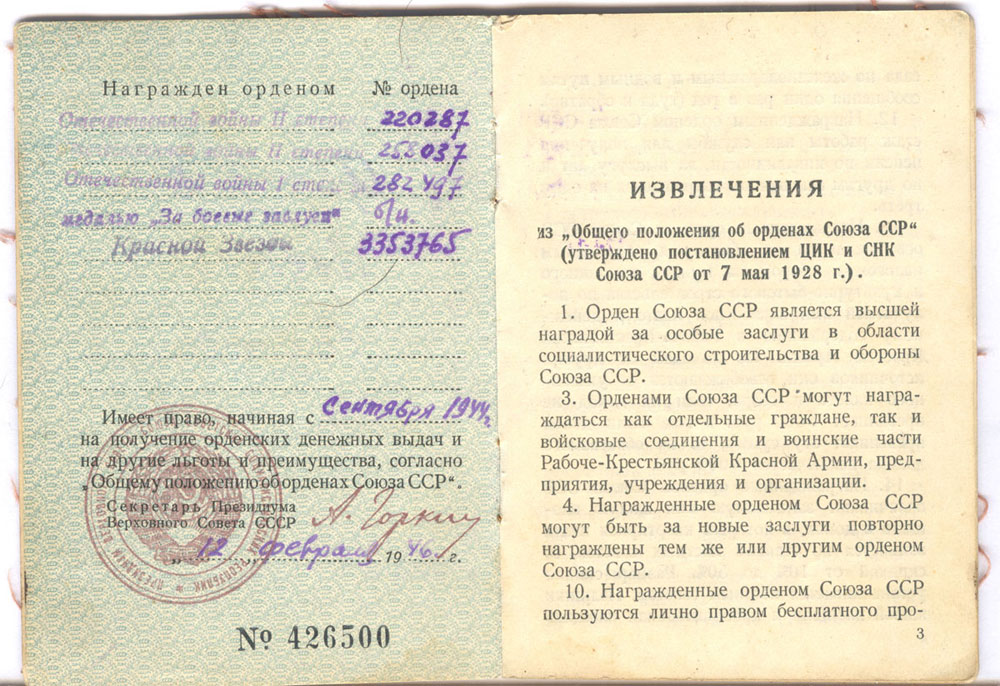 Награжден орденом № ордена
Отечественной войны II степени 220287
Отечественной войны II степени 258037
Отечественной войны I степени 282497
медалью „За боевые заслуги" б/н.
Красной Звезды 3353765
Имеет право, начиная с Сентября 1944г.
на получение орденских денежных выдач и
на другие льготы и преимущества, согласно
„Общему положению об орденах Союза ССР".
Секретарь Президиума
Верховного Совета СССР А. Горкин
„12" февраля 1946 г.
№ 426500
ИЗВЛЕЧЕНИЯ
из „Общего положения об орденах Союза ССР"
(утверждено постановлением ЦИК и СНК
Союза ССР от 7 мая 1928 г.).
1. Орден Союза ССР является высшей
наградой за особые заслуги в области
социалистического строительства и обороны
Союза ССР.
3. Орденами Союза ССР могут награ-
ждаться как отдельные граждане, так и
войсковые соединения и воинские части
Рабоче-Крестьянской Красной Армии, пред-
приятия, учреждения и организации.
4. Награжденные орденом Союза ССР
могут быть за новые заслуги повторно
награждены тем же или другим орденом
Союза ССР.
10. Награжденные орденом Союза ССР
пользуются лично правом бесплатного про-
3